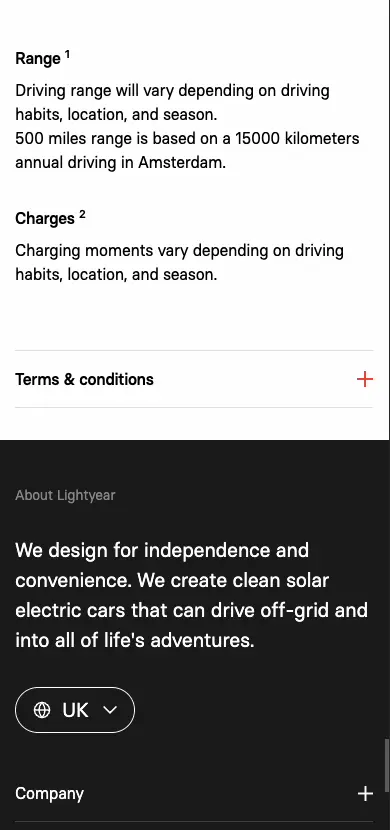 Range 1
Driving range will vary depending on driving
habits, location, and season.
500 miles range is based on a 15000 kilometers
annual driving in Amsterdam.
Charges 2
Charging moments vary depending on driving
habits, location, and season.
Terms & conditions
About Lightyear
We design for independence and
convenience. We create clean solar
electric cars that can drive off-grid and
into all of life's adventures.
UK
Company